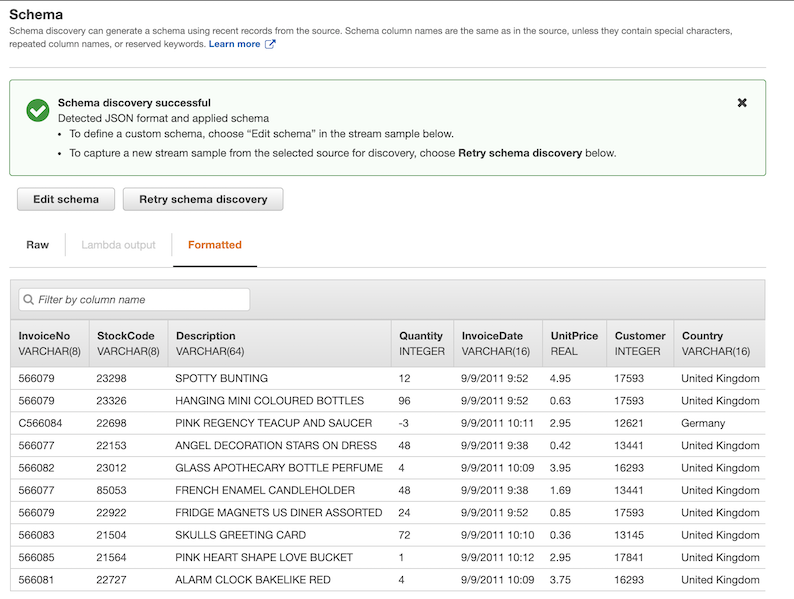 Schema
Schema discovery can generate a schema using recent records from the source. Schema column names are the same as in the source, unless they contain special characters,
repeated column names, or reserved keywords. Learn more
Schema discovery successful
Detected JSON format and applied schema
• To define a custom schema, choose “Edit schema” in the stream sample below.
• To capture a new stream sample from the selected source for discovery, choose Retry schema discovery below.
Edit schema Retry schema discovery
Raw Lambda output Formatted
Filter by column name
InvoiceNo StockCode Description Quantity InvoiceDate UnitPrice Customer Country
VARCHAR(8) VARCHAR(8) VARCHAR(64) INTEGER VARCHAR(16) REAL INTEGER VARCHAR(16)
566079 23298 SPOTTY BUNTING 12 9/9/2011 9:52 4.95 17593 United Kingdom
566079 23326 HANGING MINI COLOURED BOTTLES 96 9/9/2011 9:52 0.63 17593 United Kingdom
C566084 22698 PINK REGENCY TEACUP AND SAUCER -3 9/9/2011 10:11 2.95 12621 Germany
566077 22153 ANGEL DECORATION STARS ON DRESS 48 9/9/2011 9:38 0.42 13441 United Kingdom
566082 23012 GLASS APOTHECARY BOTTLE PERFUME 4 9/9/2011 10:09 3.95 16293 United Kingdom
566077 85053 FRENCH ENAMEL CANDLEHOLDER 48 9/9/2011 9:38 1.69 13441 United Kingdom
566079 22922 FRIDGE MAGNETS US DINER ASSORTED 24 9/9/2011 9:52 0.85 17593 United Kingdom
566083 21504 SKULLS GREETING CARD 72 9/9/2011 10:10 0.36 13145 United Kingdom
566085 21564 PINK HEART SHAPE LOVE BUCKET 1 9/9/2011 10:12 2.95 17841 United Kingdom
566081 22727 ALARM CLOCK BAKELIKE RED 4 9/9/2011 10:09 3.75 16293 United Kingdom